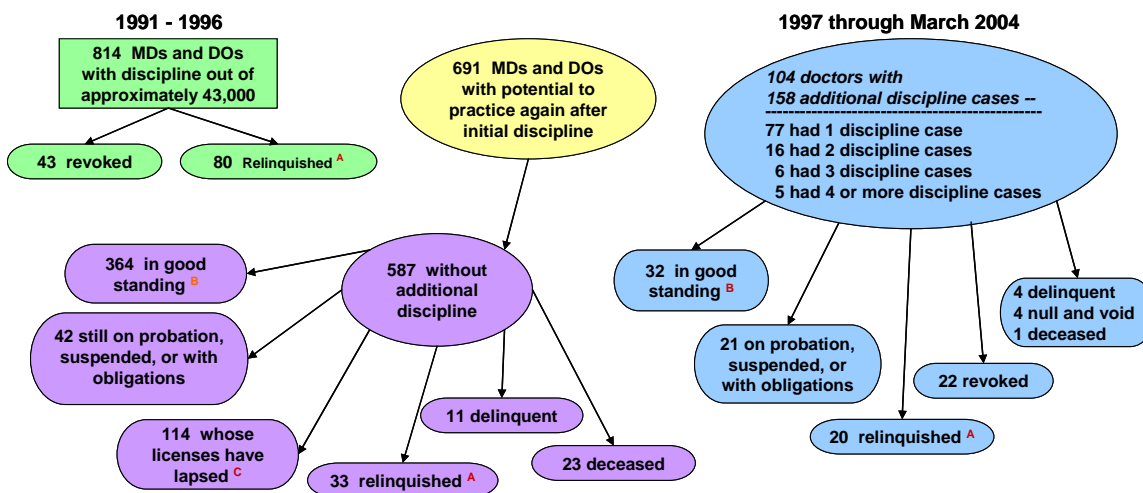 1991 - 1996
814 MDs and DOs
with discipline out of
approximately 43,000
43 revoked
80 Relinquished A
691 MDs and DOs
with potential to
practice again after
initial discipline
1997 through March 2004
104 doctors with
158 additional discipline cases --
77 had 1 discipline case
16 had 2 discipline cases
6 had 3 discipline cases
5 had 4 or more discipline cases
364 in good
standing B
587 without
additional
discipline
42 still on probation,
suspended, or with
obligations
114 whose
licenses have
lapsed C
33 relinquished A
11 delinquent
23 deceased
32 in good
standing B
21 on probation,
suspended, or
with obligations
20 relinquished A
22 revoked
4 delinquent
4 null and void
1 deceased